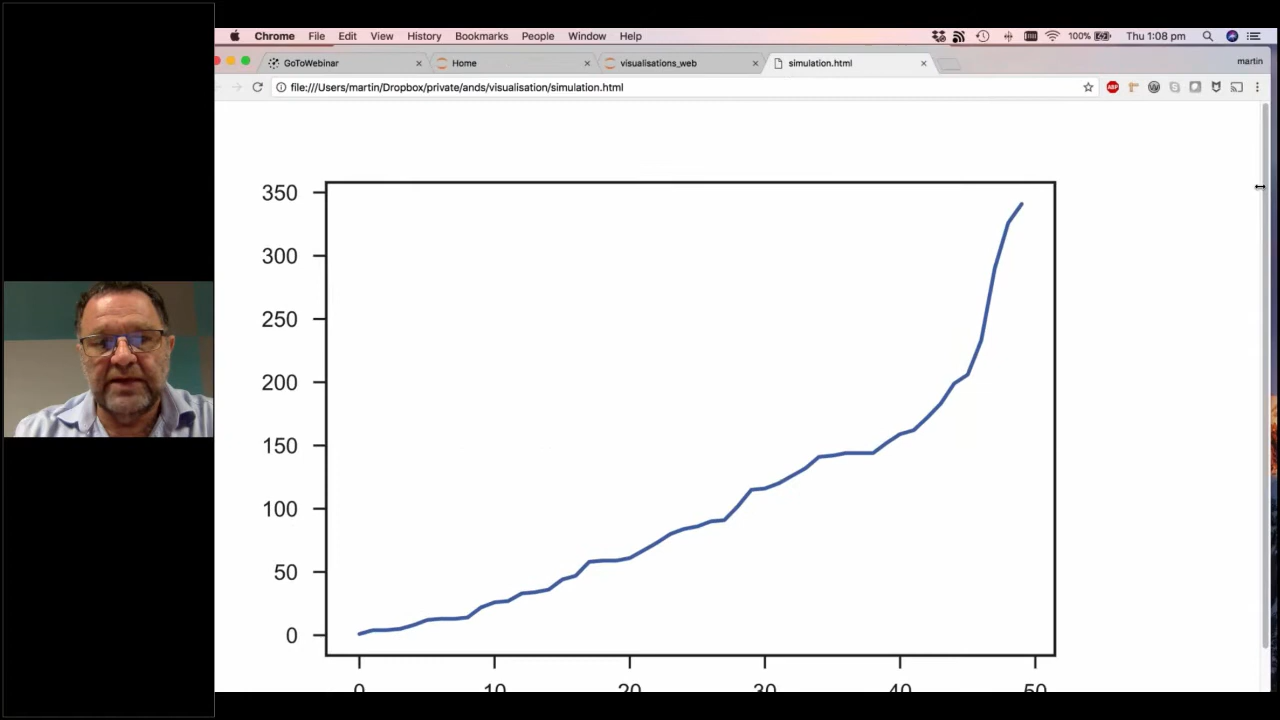 Chrome File Edit View History Bookmarks People Window Help 100% Thu 1:08 pm
GoToWebinar Home visualisations_web simulation.html martin
file:///Users/martin/Dropbox/private/ands/visualisation/simulation.html ABP
350
300
250
200
150
100
50
0
0 10 20 30 40 50